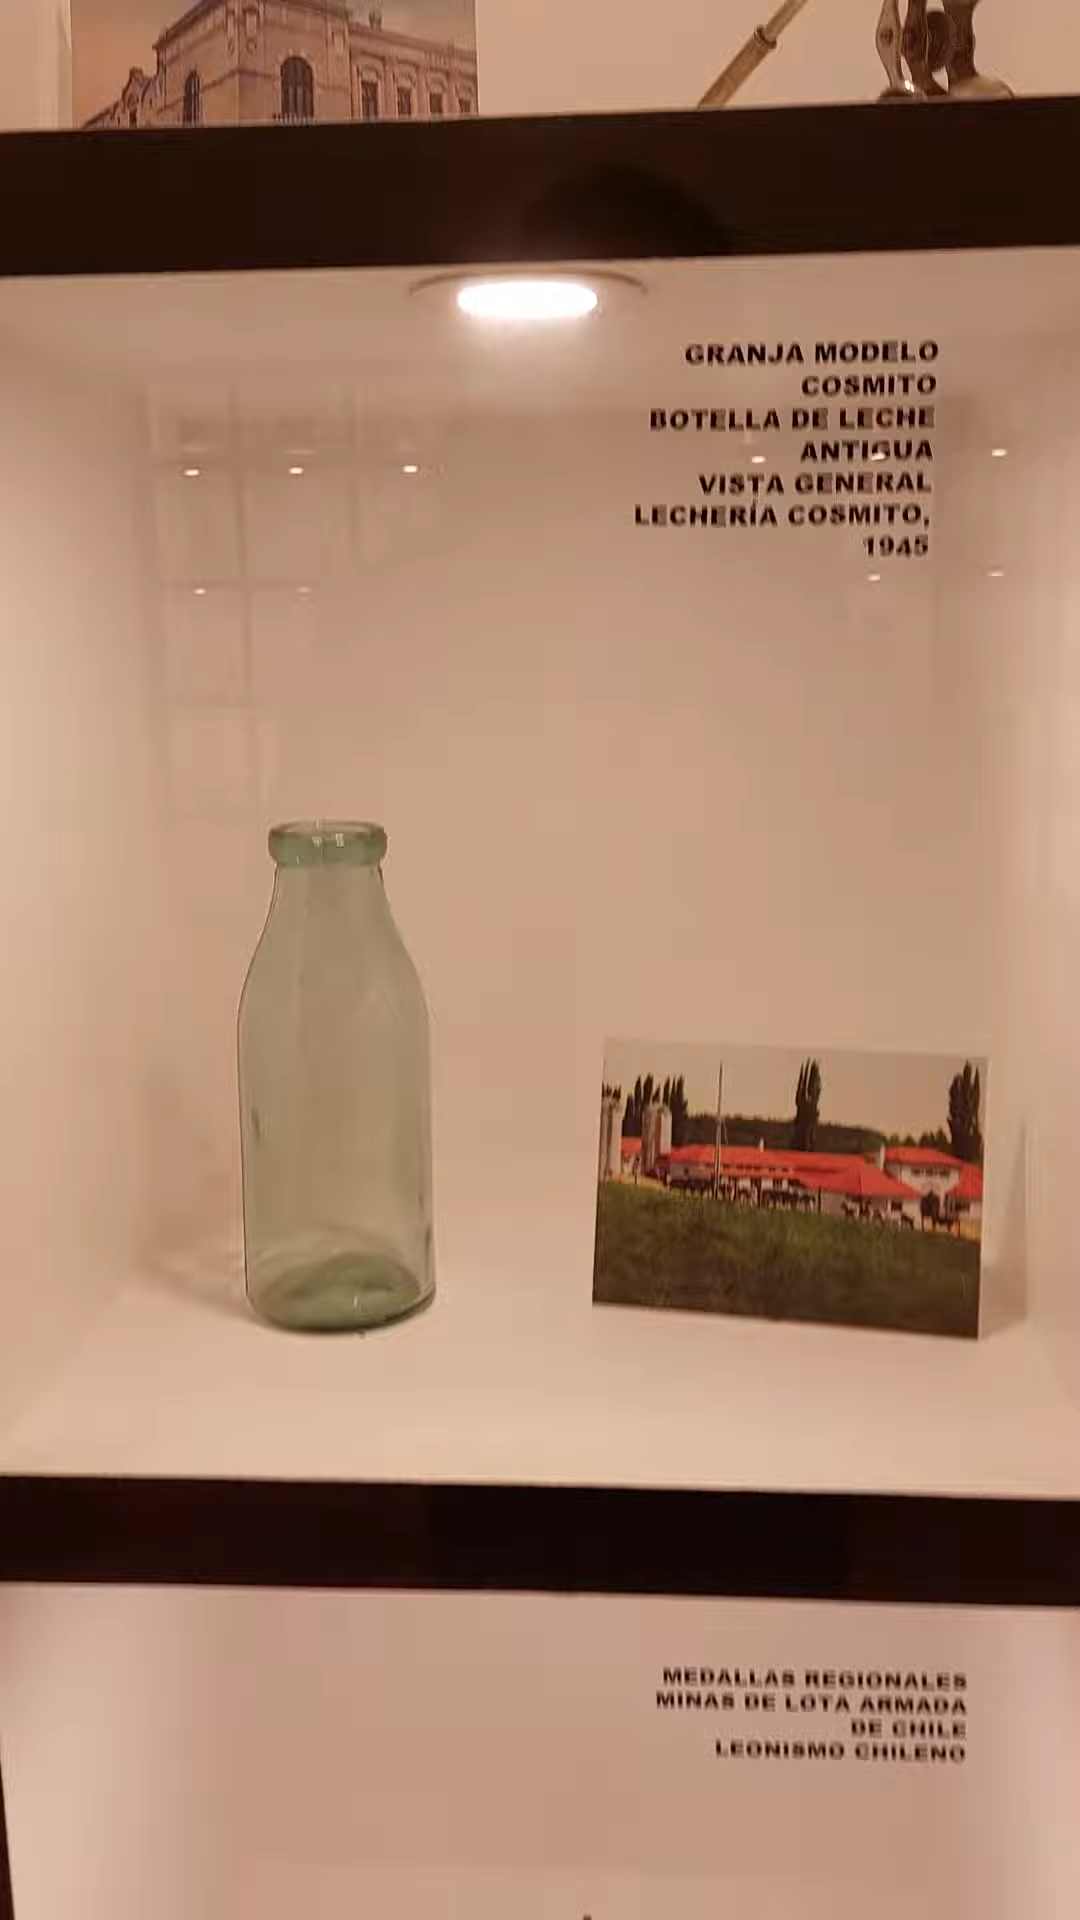 GRANJA MODELO
COSMITO
BOTELLA DE LECHE
ANTIGUA
VISTA GENERAL
LECHERÍA COSMITO,
1945
MEDALLAS REGIONALES
MINAS DE LOTA ARMADA
DE CHILE
LEONISMO CHILENO